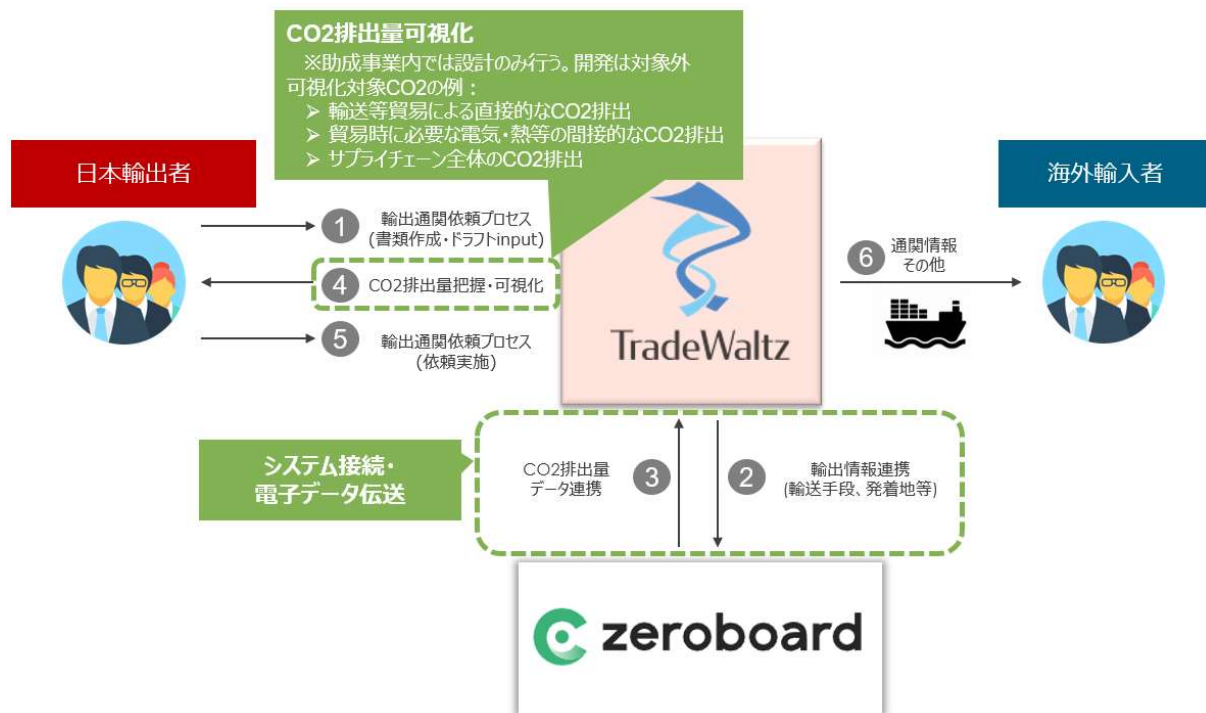 CO2排出量可視化
※助成事業内では設計のみ行う。開発は対象外
可視化対象CO2の例：
➢ 輸送等貿易による直接的なCO2排出
➢ 貿易時に必要な電気・熱等の間接的なCO2排出
➢ サプライチェーン全体のCO2排出
日本輸出者
海外輸入者
1 輸出通関依頼プロセス
(書類作成・ドラフトinput)
4 CO2排出量把握・可視化
5 輸出通関依頼プロセス
(依頼実施)
TradeWaltz
6 通関情報
その他
システム接続・
電子データ伝送
CO2排出量
データ連携
3
2
輸出情報連携
(輸送手段、発着地等)
zeroboard